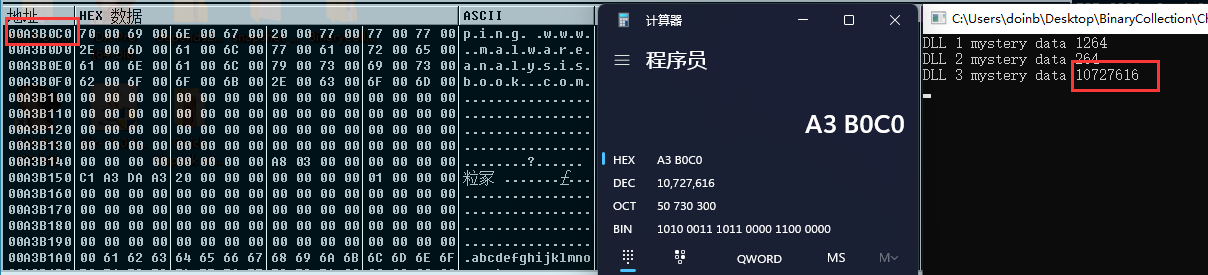 地址 HEX 数据 ASCII
00A3B0C0 70 00 69 00 6E 00 67 00 20 00 77 00 77 00 77 00 p.i.n.g. .w.w.w.
00A3B0D0 2E 00 6D 00 61 00 6C 00 77 00 61 00 72 00 65 00 ..m.a.l.w.a.r.e.
00A3B0E0 61 00 6E 00 61 00 6C 00 79 00 73 00 69 00 73 00 a.n.a.l.y.s.i.s.
00A3B0F0 62 00 6F 00 6F 00 6B 00 2E 00 63 00 6F 00 6D 00 b.o.o.k...c.o.m.
00A3B100 00 00 00 00 00 00 00 00 00 00 00 00 00 00 00 00 ................
00A3B110 00 00 00 00 00 00 00 00 00 00 00 00 00 00 00 00 ................
00A3B120 00 00 00 00 00 00 00 00 00 00 00 00 00 00 00 00 ................
00A3B130 00 00 00 00 00 00 00 00 00 00 00 00 00 00 00 00 ................
00A3B140 00 00 00 00 00 00 00 00 A8 03 00 00 00 00 00 00 ........?.......
00A3B150 C1 A3 DA A3 20 00 00 00 00 00 00 00 01 00 00 00
00A3B160 00 00 00 00 00 00 00 00 00 00 00 00 00 00 00 00 ................
00A3B170 00 00 00 00 00 00 00 00 00 00 00 00 00 00 00 00 ................
00A3B180 00 00 00 00 00 00 00 00 00 00 00 00 00 00 00 00 ................
00A3B190 00 00 00 00 00 00 00 00 00 00 00 00 00 00 00 00 ................
00A3B1A0 00 61 62 63 64 65 66 67 68 69 6A 6B 6C 6D 6E 6F .abcdefghijklmno
计算器
程序员
A3 B0C0
HEX A3 B0C0
DEC 10,727,616
OCT 50 730 300
BIN 1010 0011 1011 0000 1100 0000
QWORD MS M
C:\Users\doinb\Desktop\BinaryCollection\Ch
DLL 1 mystery data 1264
DLL 2 mystery data 264
DLL 3 mystery data 10727616